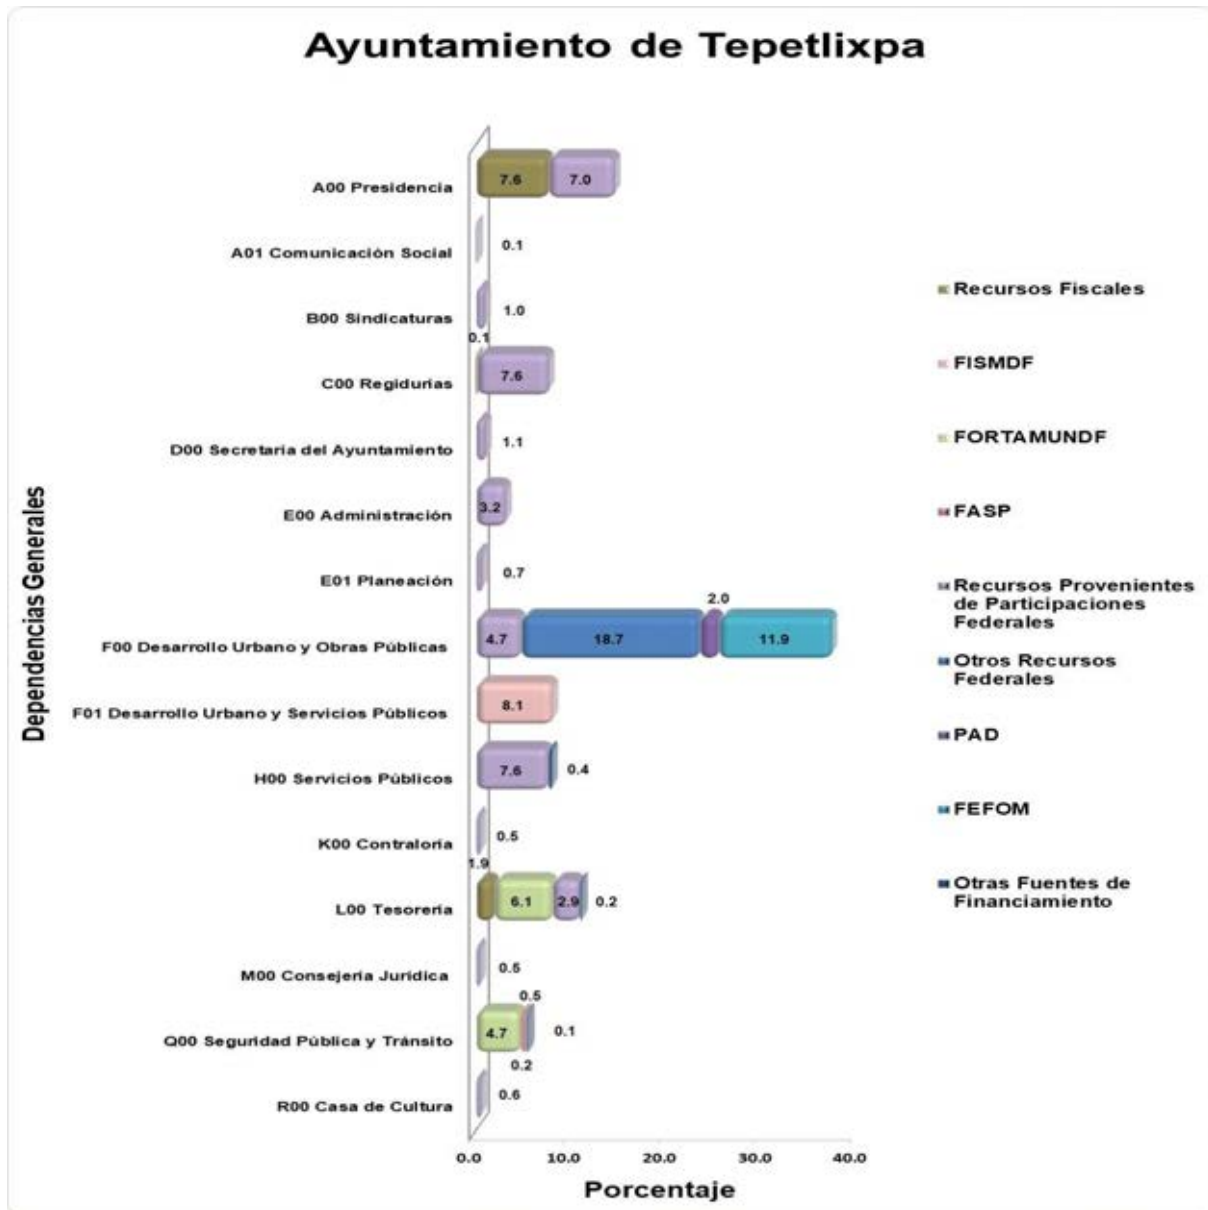 Ayuntamiento de Tepetlixpa
Dependencias Generales
A00 Presidencia
7.6
7.0
A01 Comunicación Social
0.1
B00 Sindicaturas
1.0
0.1
C00 Regidurías
7.6
D00 Secretaria del Ayuntamiento
1.1
E00 Administración
3.2
E01 Planeación
0.7
2.0
F00 Desarrollo Urbano y Obras Públicas
4.7
18.7
11.9
F01 Desarrollo Urbano y Servicios Públicos
8.1
H00 Servicios Públicos
7.6
0.4
K00 Contraloría
0.5
1.9
L00 Tesorería
6.1
2.9
0.2
M00 Consejería Jurídica
0.5
0.5
Q00 Seguridad Pública y Tránsito
4.7
0.1
0.2
R00 Casa de Cultura
0.6
0.0
10.0
20.0
30.0
40.0
Porcentaje
Recursos Fiscales
FISMDF
FORTAMUNDF
FASP
Recursos Provenientes
de Participaciones
Federales
Otros Recursos
Federales
PAD
FEFOM
Otras Fuentes de
Financiamiento